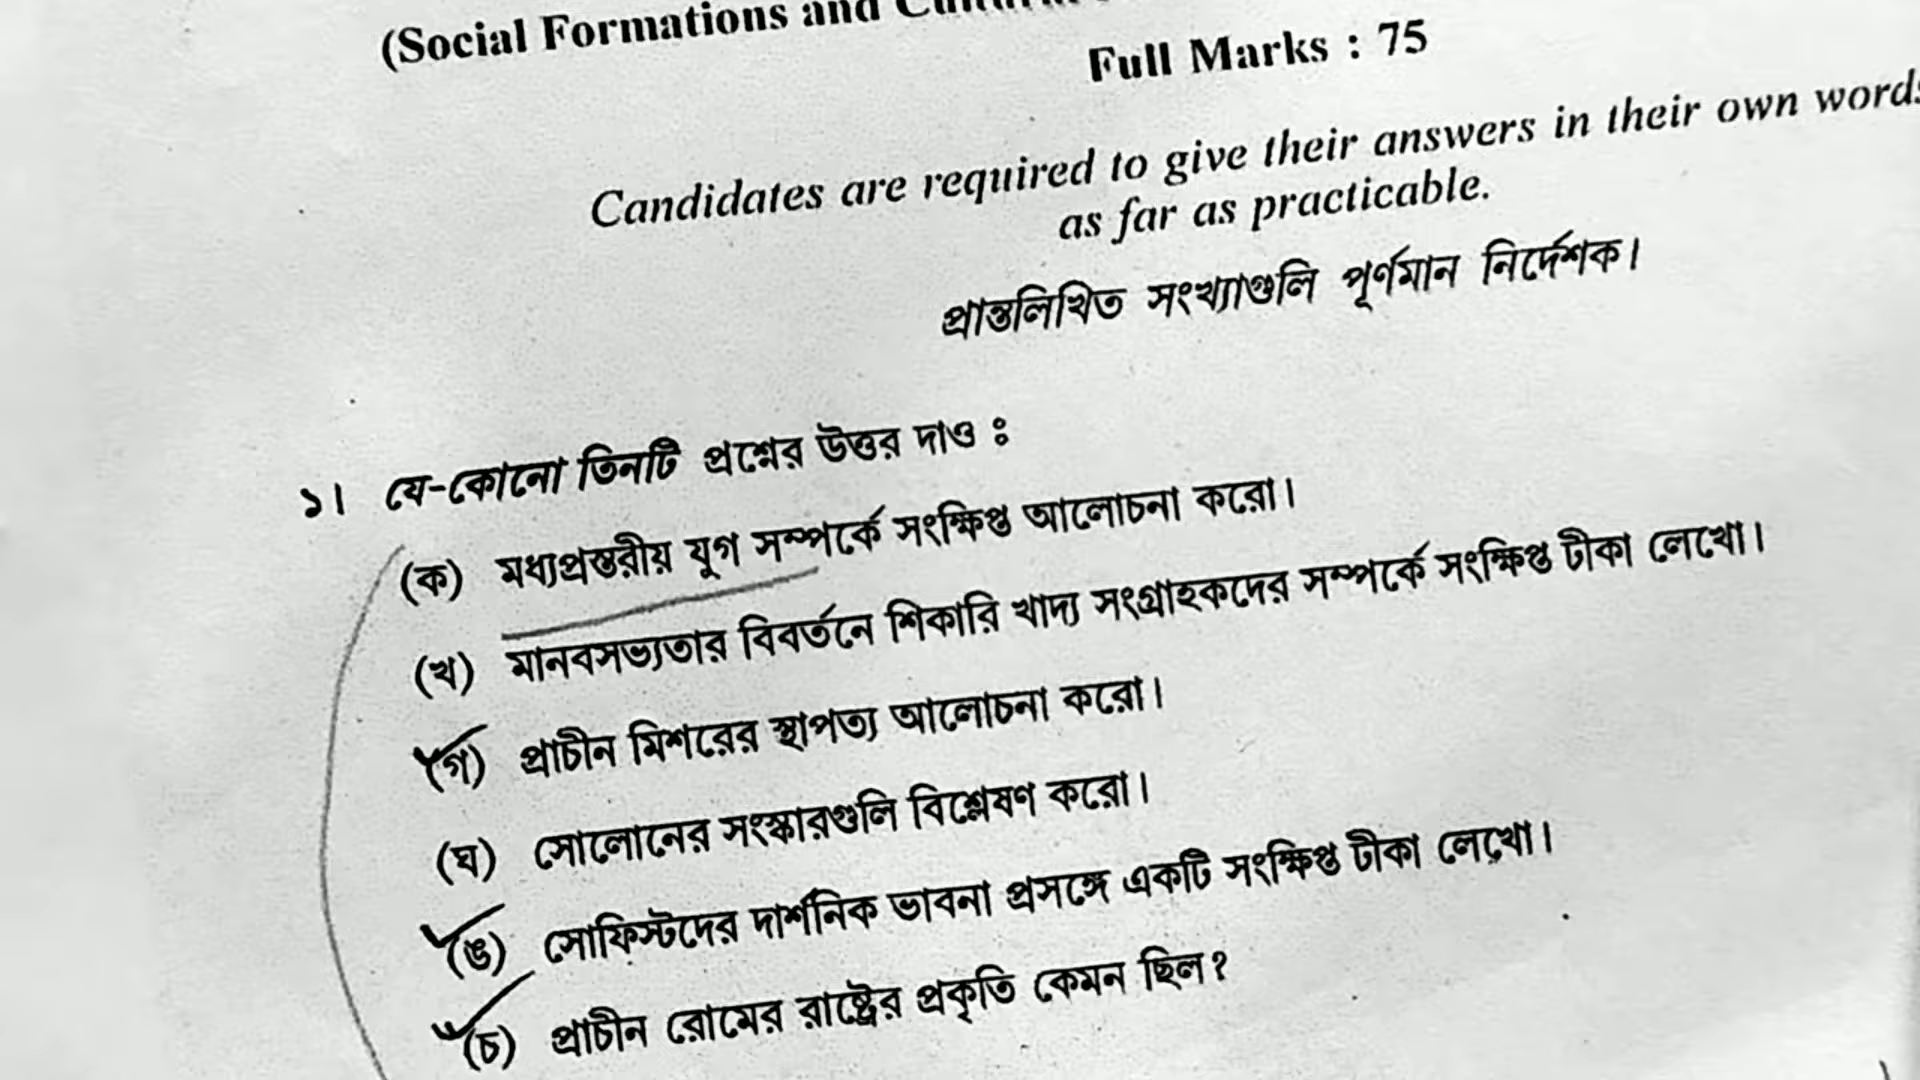 (Social Formations and
Full Marks : 75
Candidates are required to give their answers in their own words
as far as practicable.
প্রান্তলিখিত সংখ্যাগুলি পূর্ণমান নির্দেশক।
১। যে-কোনো তিনটি প্রশ্নের উত্তর দাও ঃ
(ক) মধ্যপ্রস্তরীয় যুগ সম্পর্কে সংক্ষিপ্ত আলোচনা করো।
(খ) মানবসভ্যতার বিবর্তনে শিকারি খাদ্য সংগ্রাহকদের সম্পর্কে সংক্ষিপ্ত টীকা লেখো।
(গ) প্রাচীন মিশরের স্থাপত্য আলোচনা করো।
(ঘ) সোলোনের সংস্কারগুলি বিশ্লেষণ করো।
(ঙ) সোফিস্টদের দার্শনিক ভাবনা প্রসঙ্গে একটি সংক্ষিপ্ত টীকা লেখো।
(চ) প্রাচীন রোমের রাষ্ট্রের প্রকৃতি কেমন ছিল?